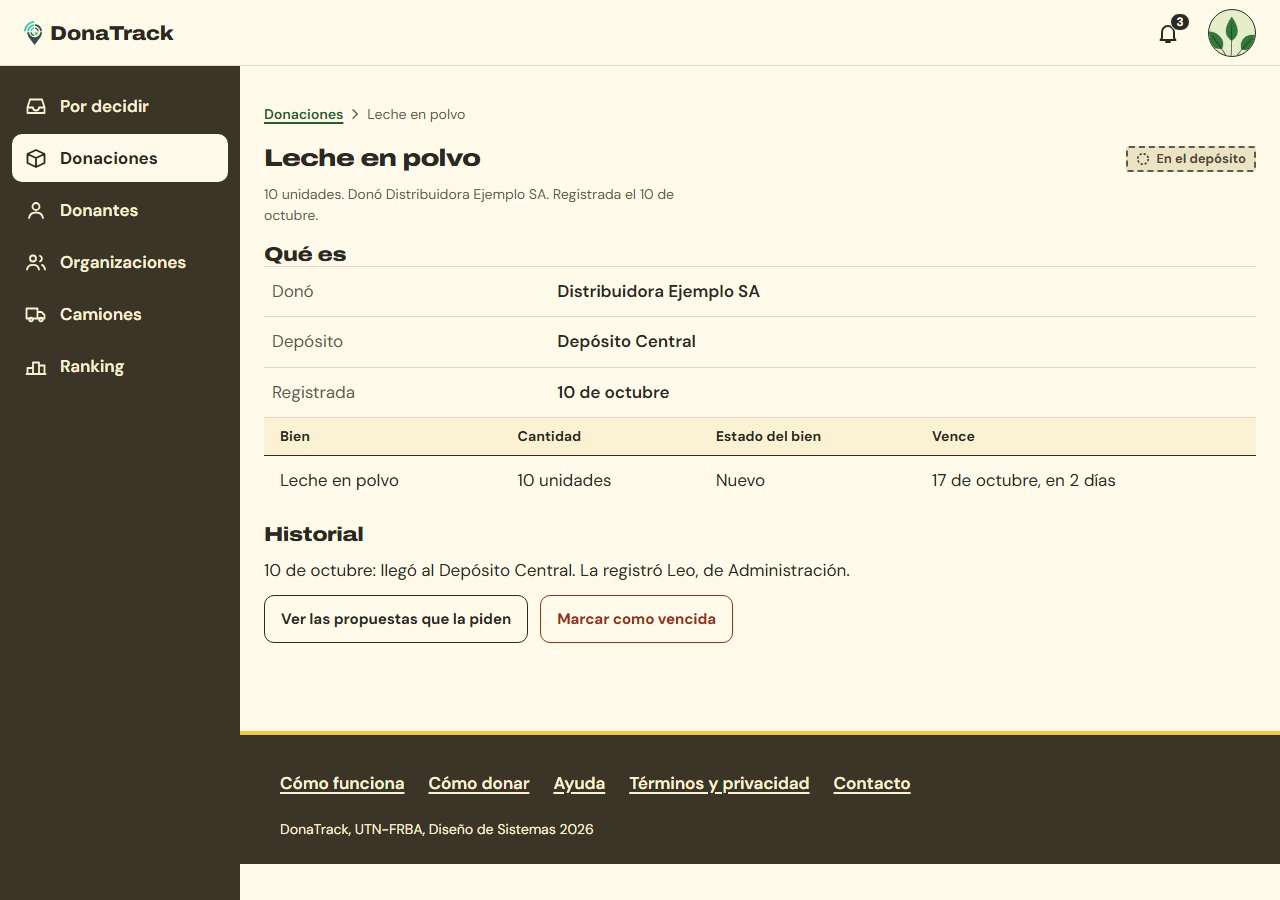 DonaTrack
3
Por decidir
Donaciones
Donantes
Organizaciones
Camiones
Ranking
Donaciones > Leche en polvo
Leche en polvo
En el depósito
10 unidades. Donó Distribuidora Ejemplo SA. Registrada el 10 de
octubre.
Qué es
Donó Distribuidora Ejemplo SA
Depósito Depósito Central
Registrada 10 de octubre
Bien Cantidad Estado del bien Vence
Leche en polvo 10 unidades Nuevo 17 de octubre, en 2 días
Historial
10 de octubre: llegó al Depósito Central. La registró Leo, de Administración.
Ver las propuestas que la piden Marcar como vencida
Cómo funciona Cómo donar Ayuda Términos y privacidad Contacto
DonaTrack, UTN-FRBA, Diseño de Sistemas 2026